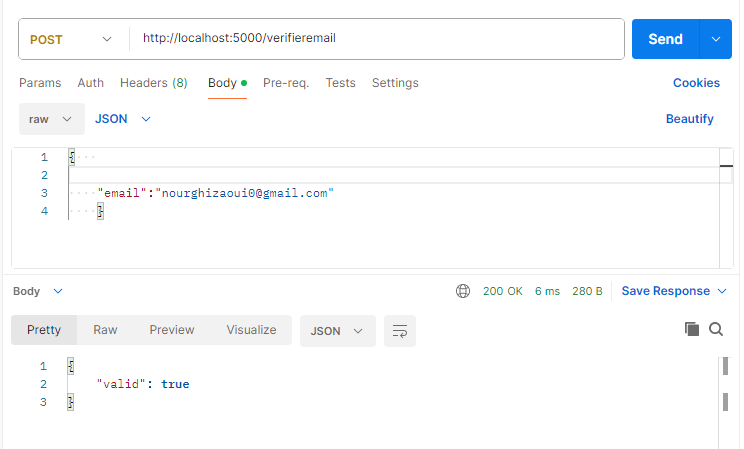 POST http://localhost:5000/verifieremail Send
Params Auth Headers (8) Body Pre-req. Tests Settings Cookies
raw JSON Beautify
1 {
2
3 "email":"nourghizaoui0@gmail.com"
4 }
Body 200 OK 6 ms 280 B Save Response
Pretty Raw Preview Visualize JSON
1 {
2 "valid": true
3 }